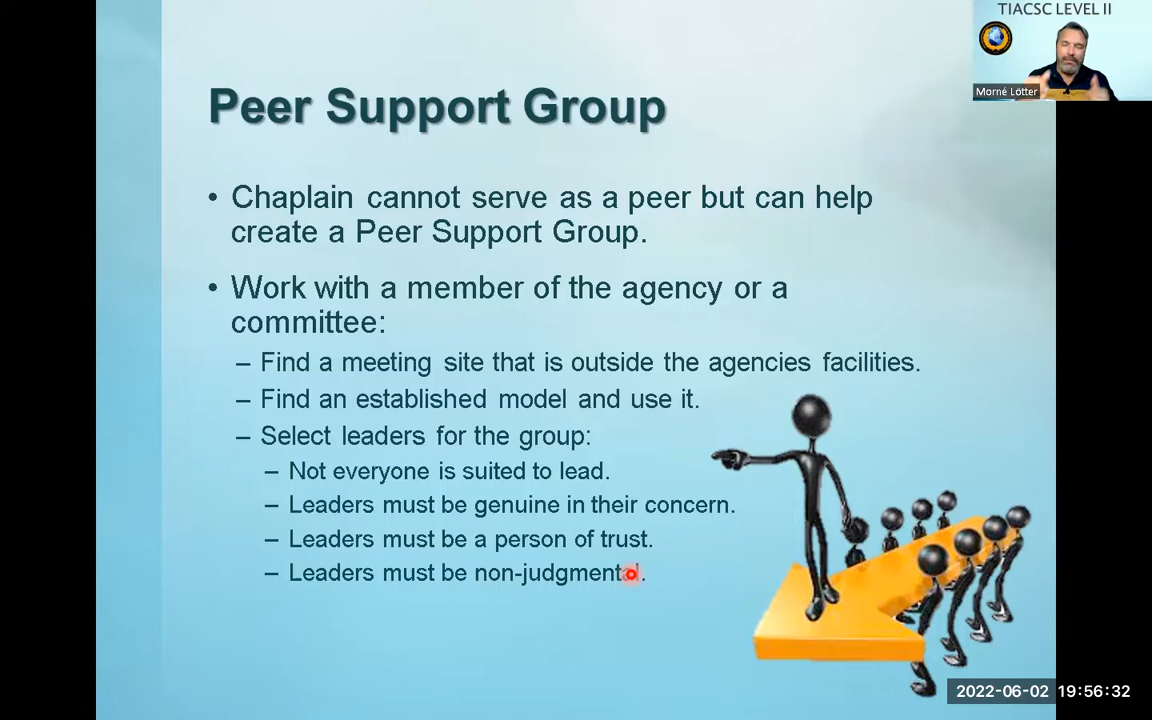 TIACSC LEVEL II
Morné Lötter
Peer Support Group
• Chaplain cannot serve as a peer but can help
create a Peer Support Group.
• Work with a member of the agency or a
committee:
– Find a meeting site that is outside the agencies facilities.
– Find an established model and use it.
– Select leaders for the group:
– Not everyone is suited to lead.
– Leaders must be genuine in their concern.
– Leaders must be a person of trust.
– Leaders must be non-judgmental.
2022-06-02 19:56:32